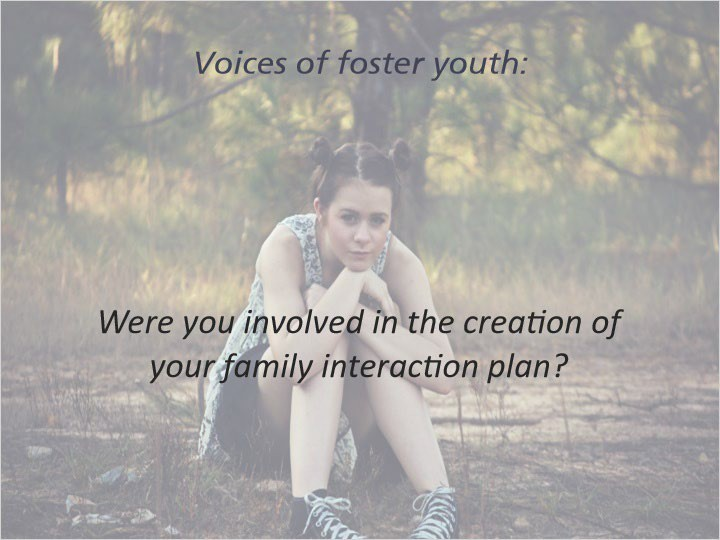 Voices of foster youth:
Were you involved in the creation of
your family interaction plan?